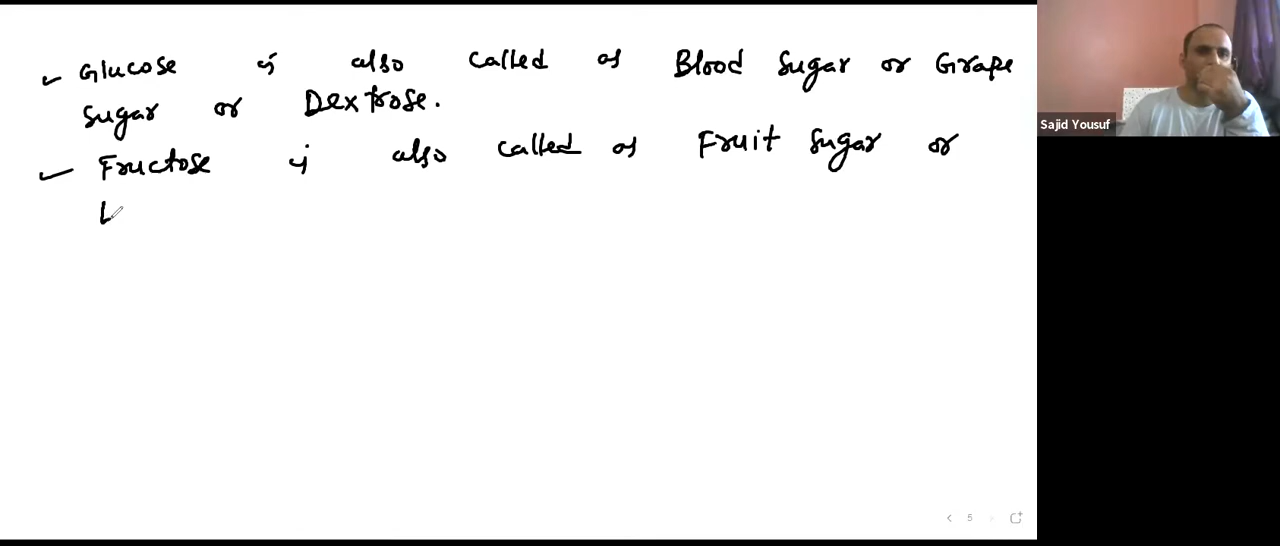 Glucose is also called as Blood Sugar or Grape
Sugar or Dextrose.
Fructose is also called as Fruit Sugar or
L
Sajid Yousuf
5